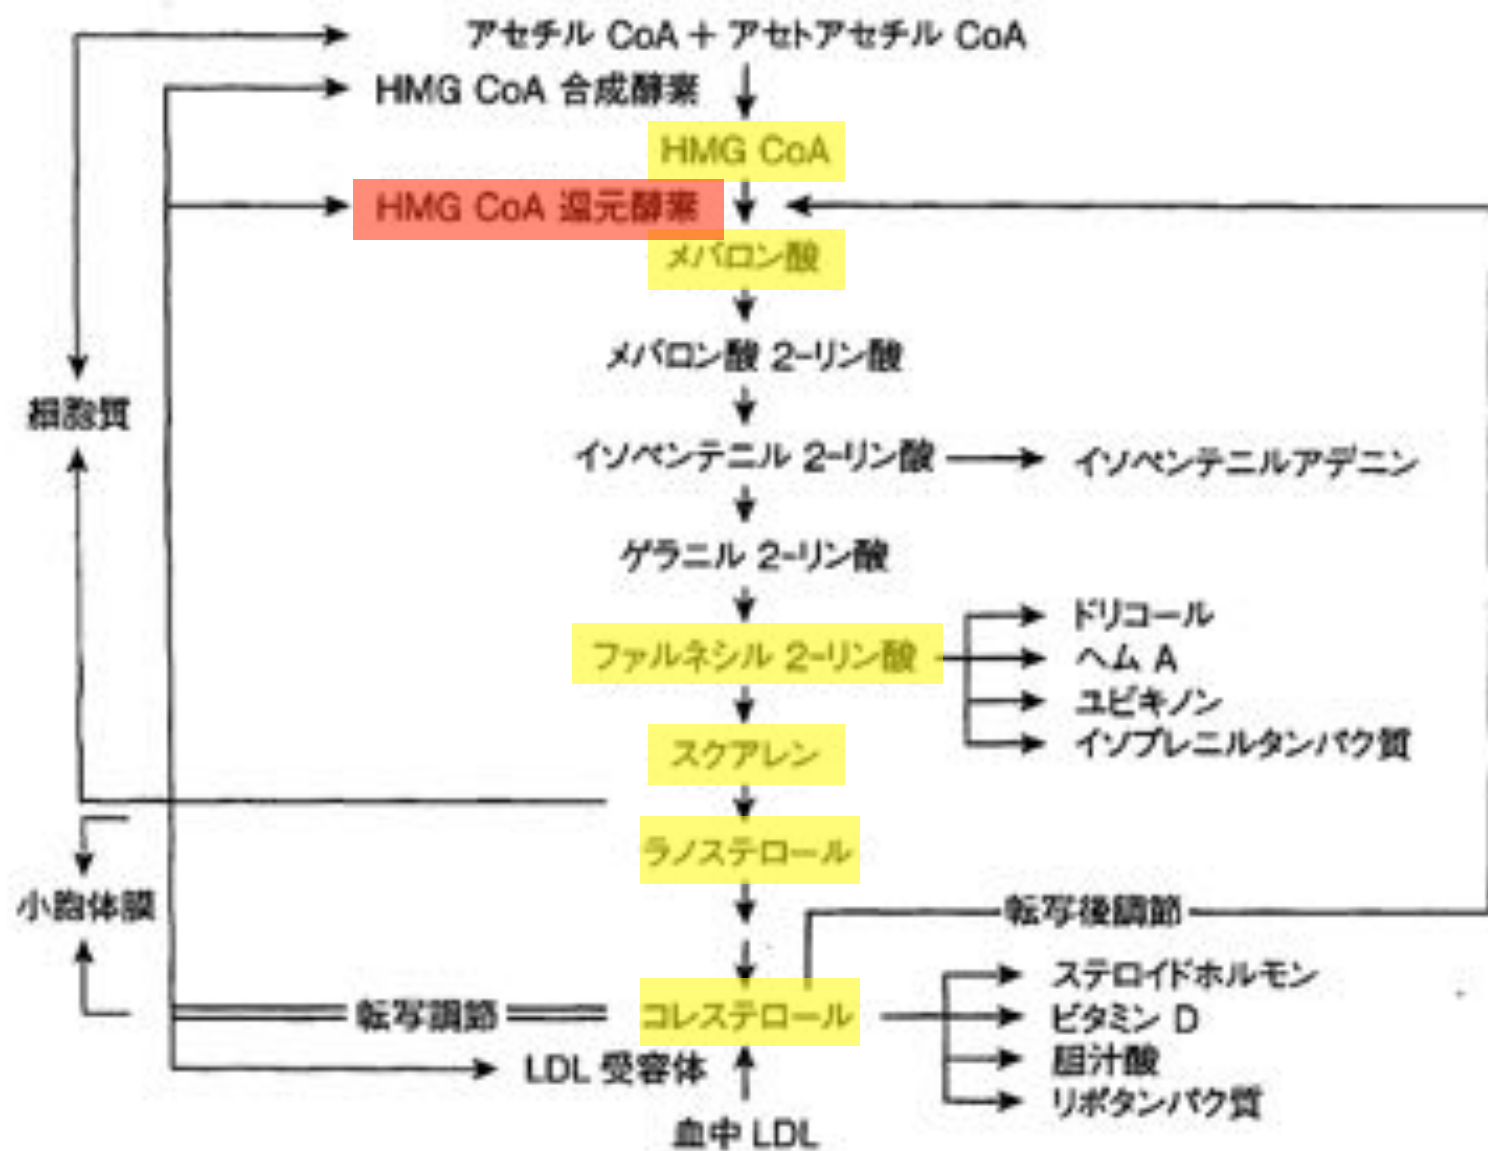 アセチル CoA + アセトアセチル CoA
HMG CoA 合成酵素
HMG CoA
HMG CoA 還元酵素
メバロン酸
メバロン酸 2-リン酸
細胞質
イソペンテニル 2-リン酸
イソペンテニルアデニン
ゲラニル 2-リン酸
ファルネシル 2-リン酸
ドリコール
ヘム A
ユビキノン
イソプレニルタンパク質
スクアレン
ラノステロール
小胞体膜
転写後調節
転写調節
コレステロール
ステロイドホルモン
ビタミン D
胆汁酸
リポタンパク質
LDL 受容体
血中 LDL